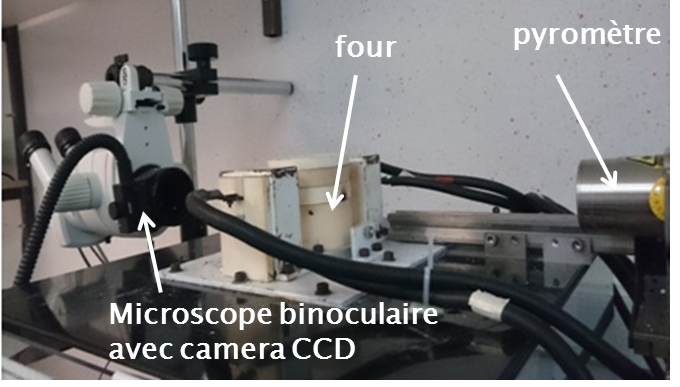 four
pyromètre
Microscope binoculaire
avec camera CCD